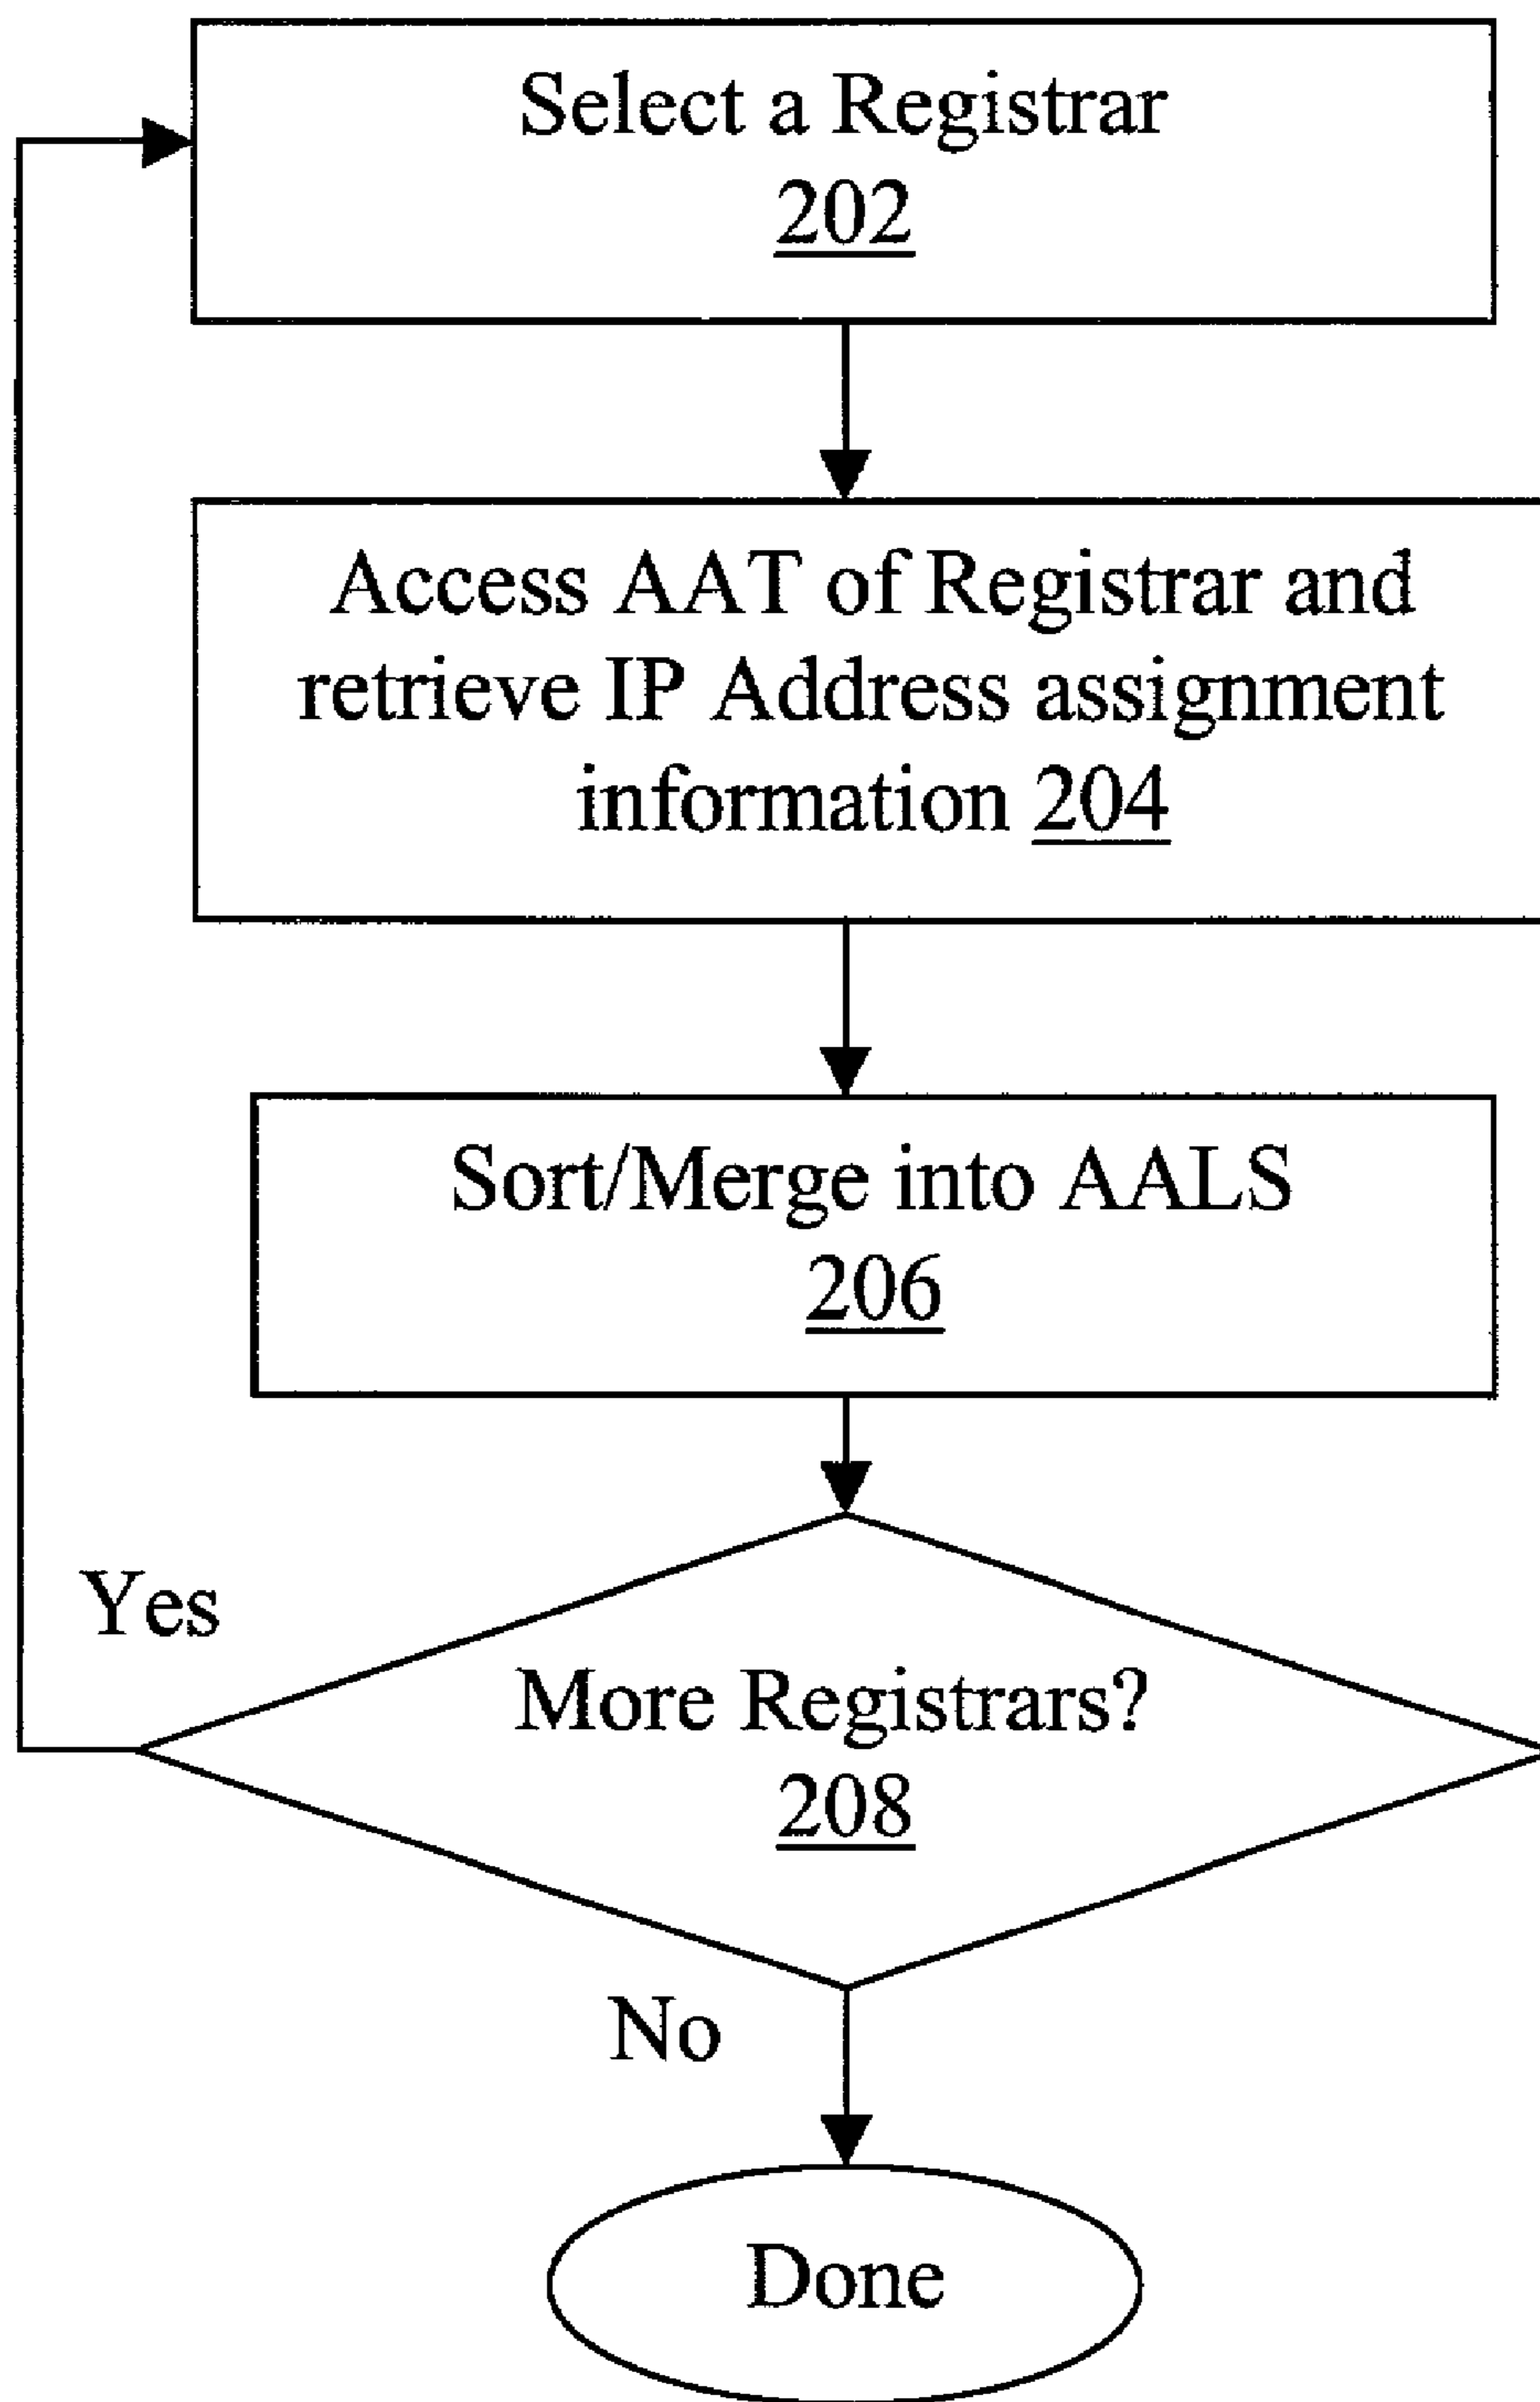 Select a Registrar
202
Access AAT of Registrar and
retrieve IP Address assignment
information 204
Sort/Merge into AALS
206
Yes
More Registrars?
208
No
Done